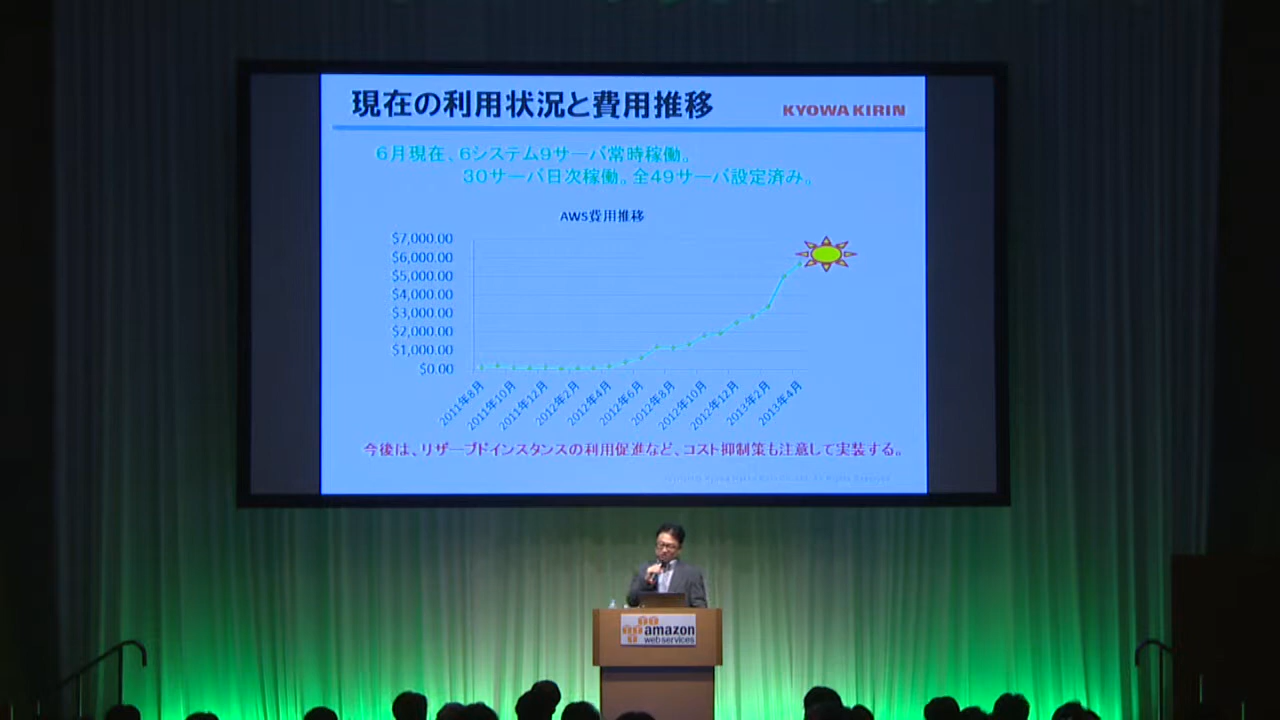 現在の利用状況と費用推移
KYOWA KIRIN
6月現在、6システム9サーバ常時稼働。
30サーバ日次稼働。全49サーバ設定済み。
AWS費用推移
$7,000.00
$6,000.00
$5,000.00
$4,000.00
$3,000.00
$2,000.00
$1,000.00
$0.00
2011年8月
2011年10月
2011年12月
2012年2月
2012年4月
2012年6月
2012年8月
2012年10月
2012年12月
2013年2月
2013年4月
今後は、リザーブドインスタンスの利用促進など、コスト抑制策も注意して実装する。
amazon
web services